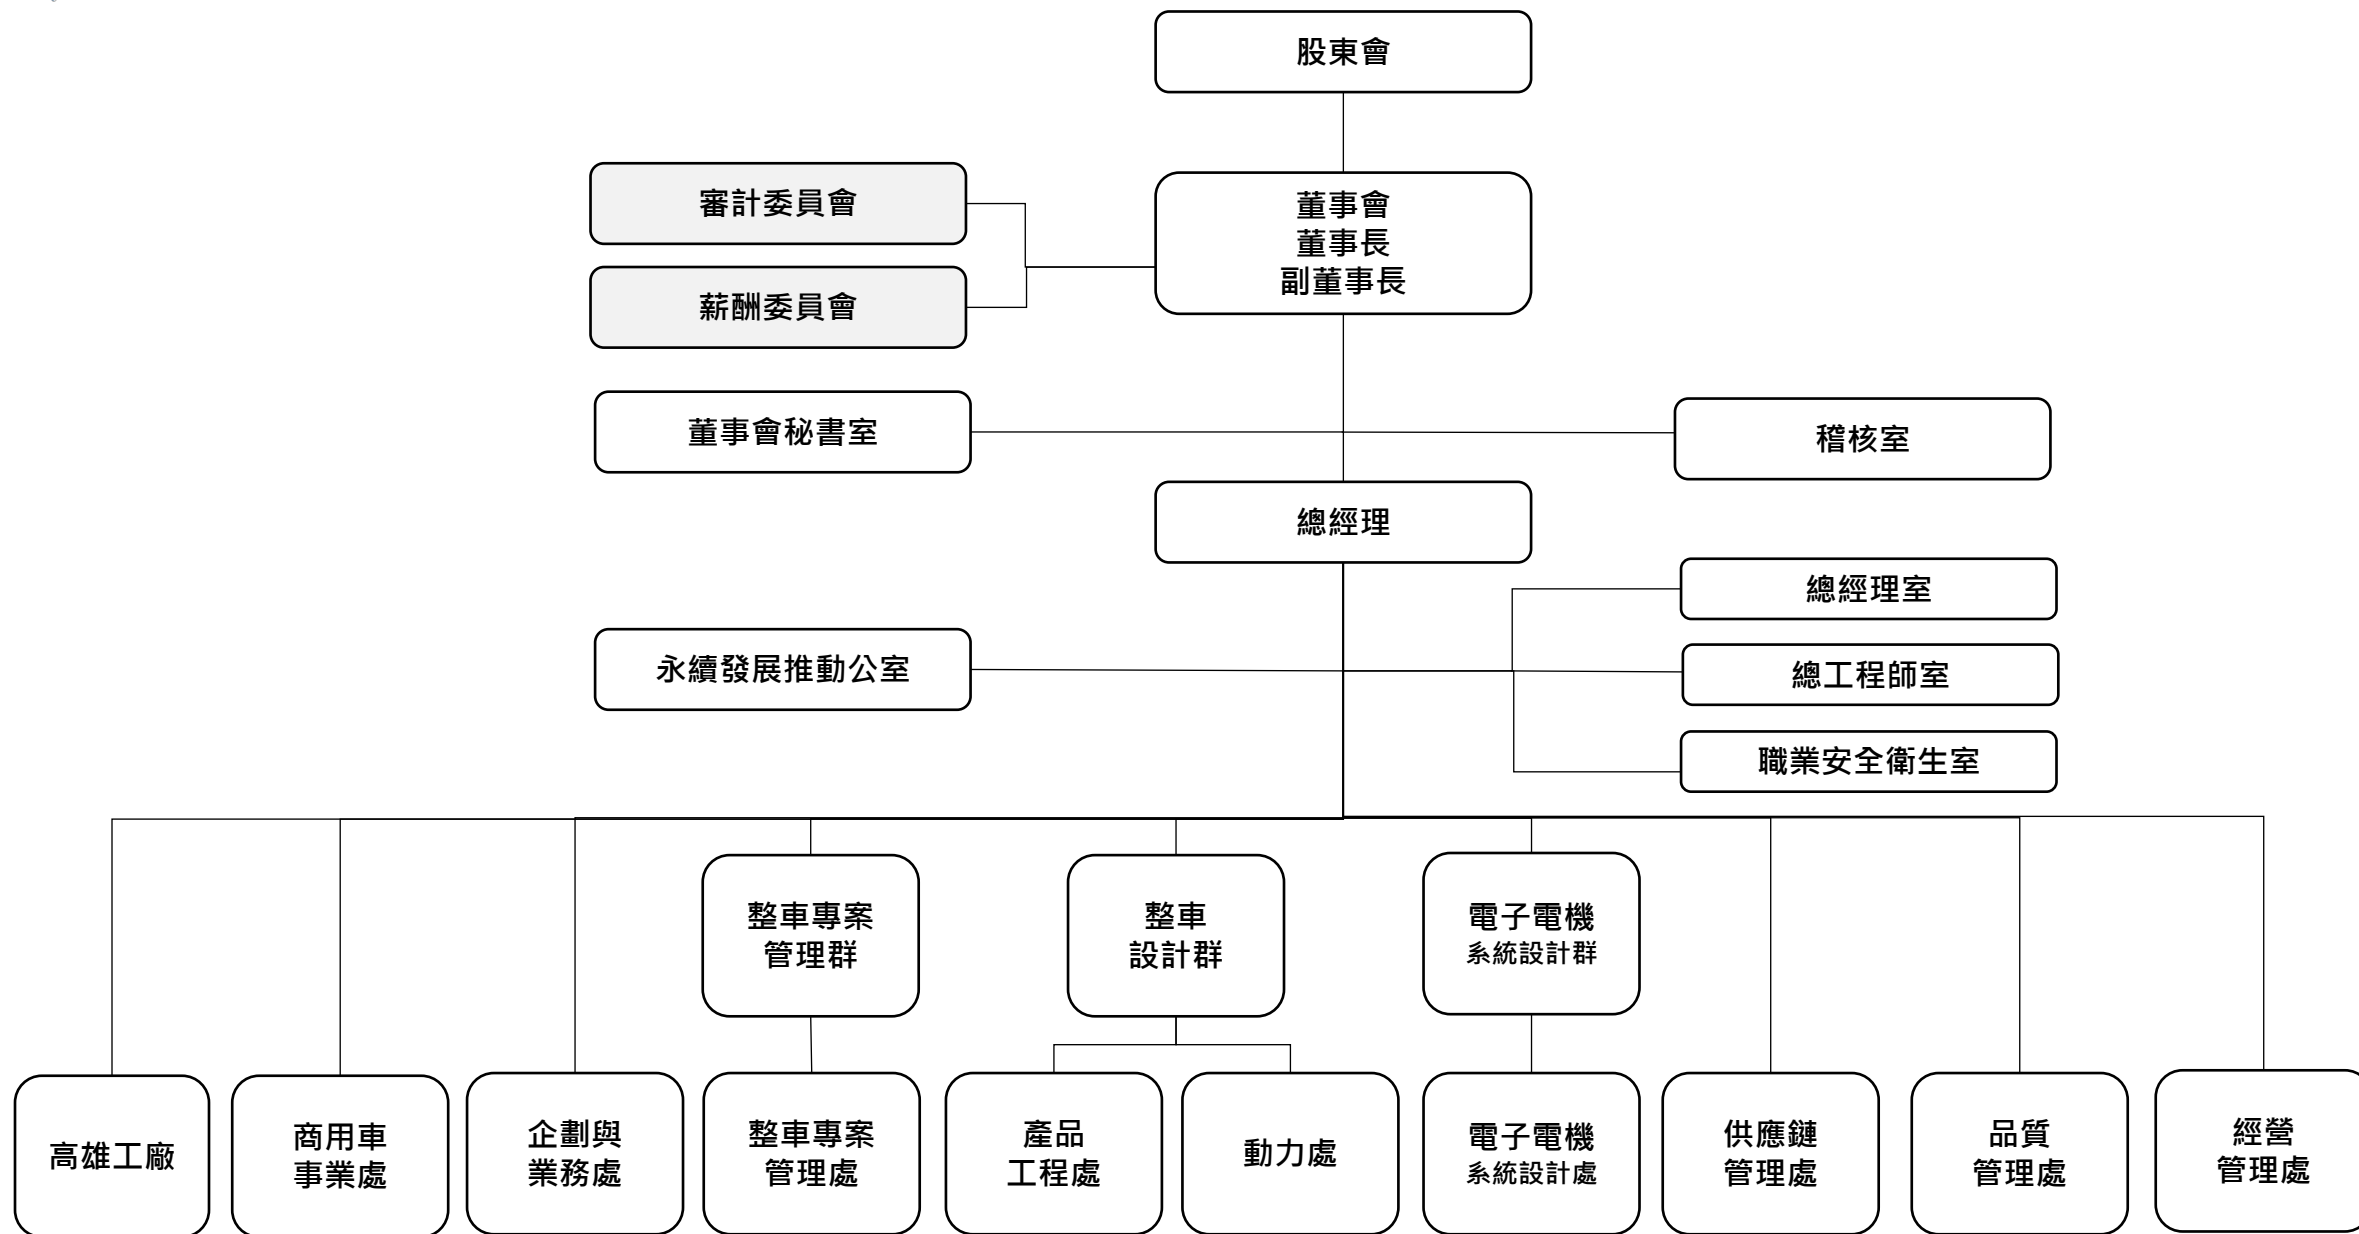 股東會
審計委員會
董事會
董事長
副董事長
薪酬委員會
董事會秘書室
稽核室
總經理
總經理室
永續發展推動公室
總工程師室
職業安全衛生室
整車專案
管理群
整車
設計群
電子電機
系統設計群
高雄工廠
商用車
事業處
企劃與
業務處
整車專案
管理處
產品
工程處
動力處
電子電機
系統設計處
供應鏈
管理處
品質
管理處
經營
管理處